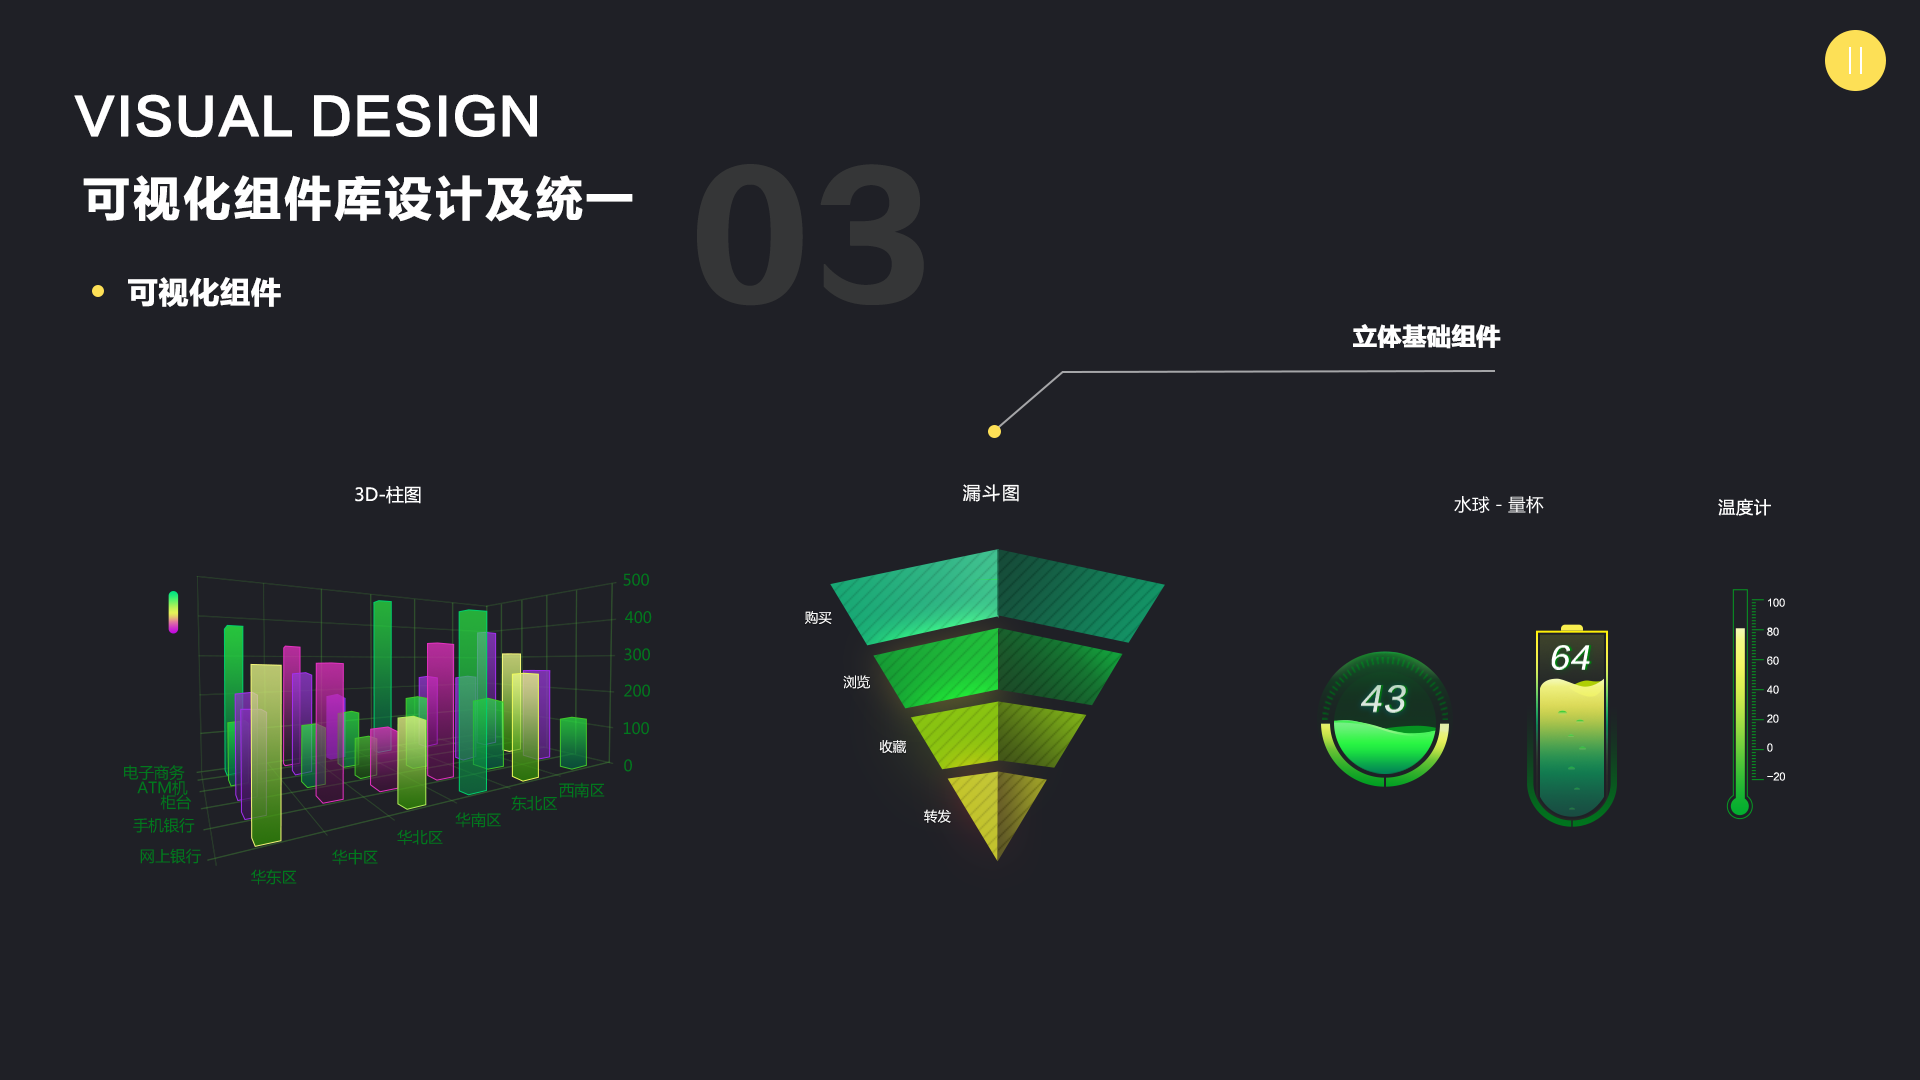 VISUAL DESIGN
可视化组件库设计及统一
03
可视化组件
立体基础组件
3D-柱图
漏斗图
水球 - 量杯
温度计
500
400
300
200
100
0
电子商务
ATM机
柜台
手机银行
网上银行
华东区
华中区
华北区
华南区
东北区
西南区
购买
浏览
收藏
转发
43
64
100
80
60
40
20
0
-20